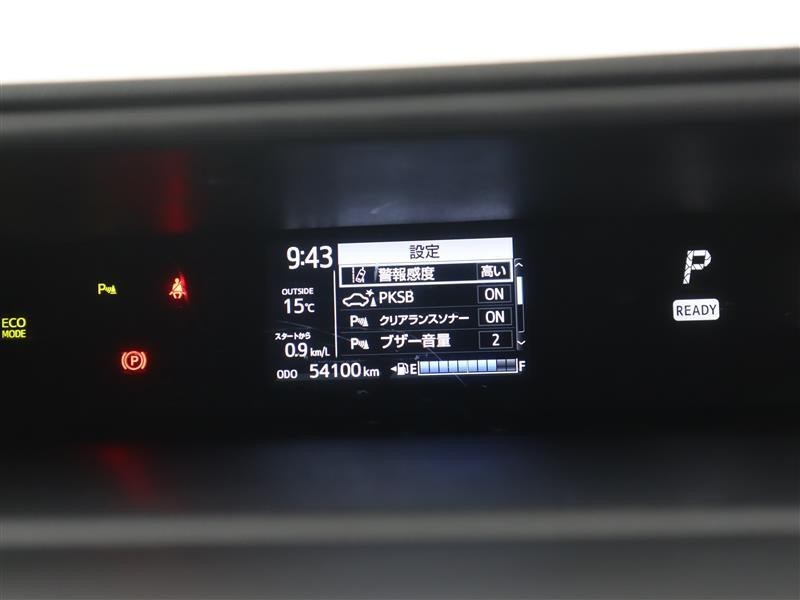 9:43
設定
警報感度 高い
OUTSIDE
15℃
PKSB ON
クリアランスソナー ON
スタートから
0.9 km/L
ブザー音量 2
ODO 54100 km
E F
P
READY
P
ECO
MODE
P
P
P